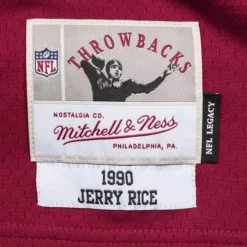 THROWBACKS
NFL
NOSTALGIA CO.
Mitchell & Ness
PHILADELPHIA, PA.
NFL LEGACY
1990
JERRY RICE